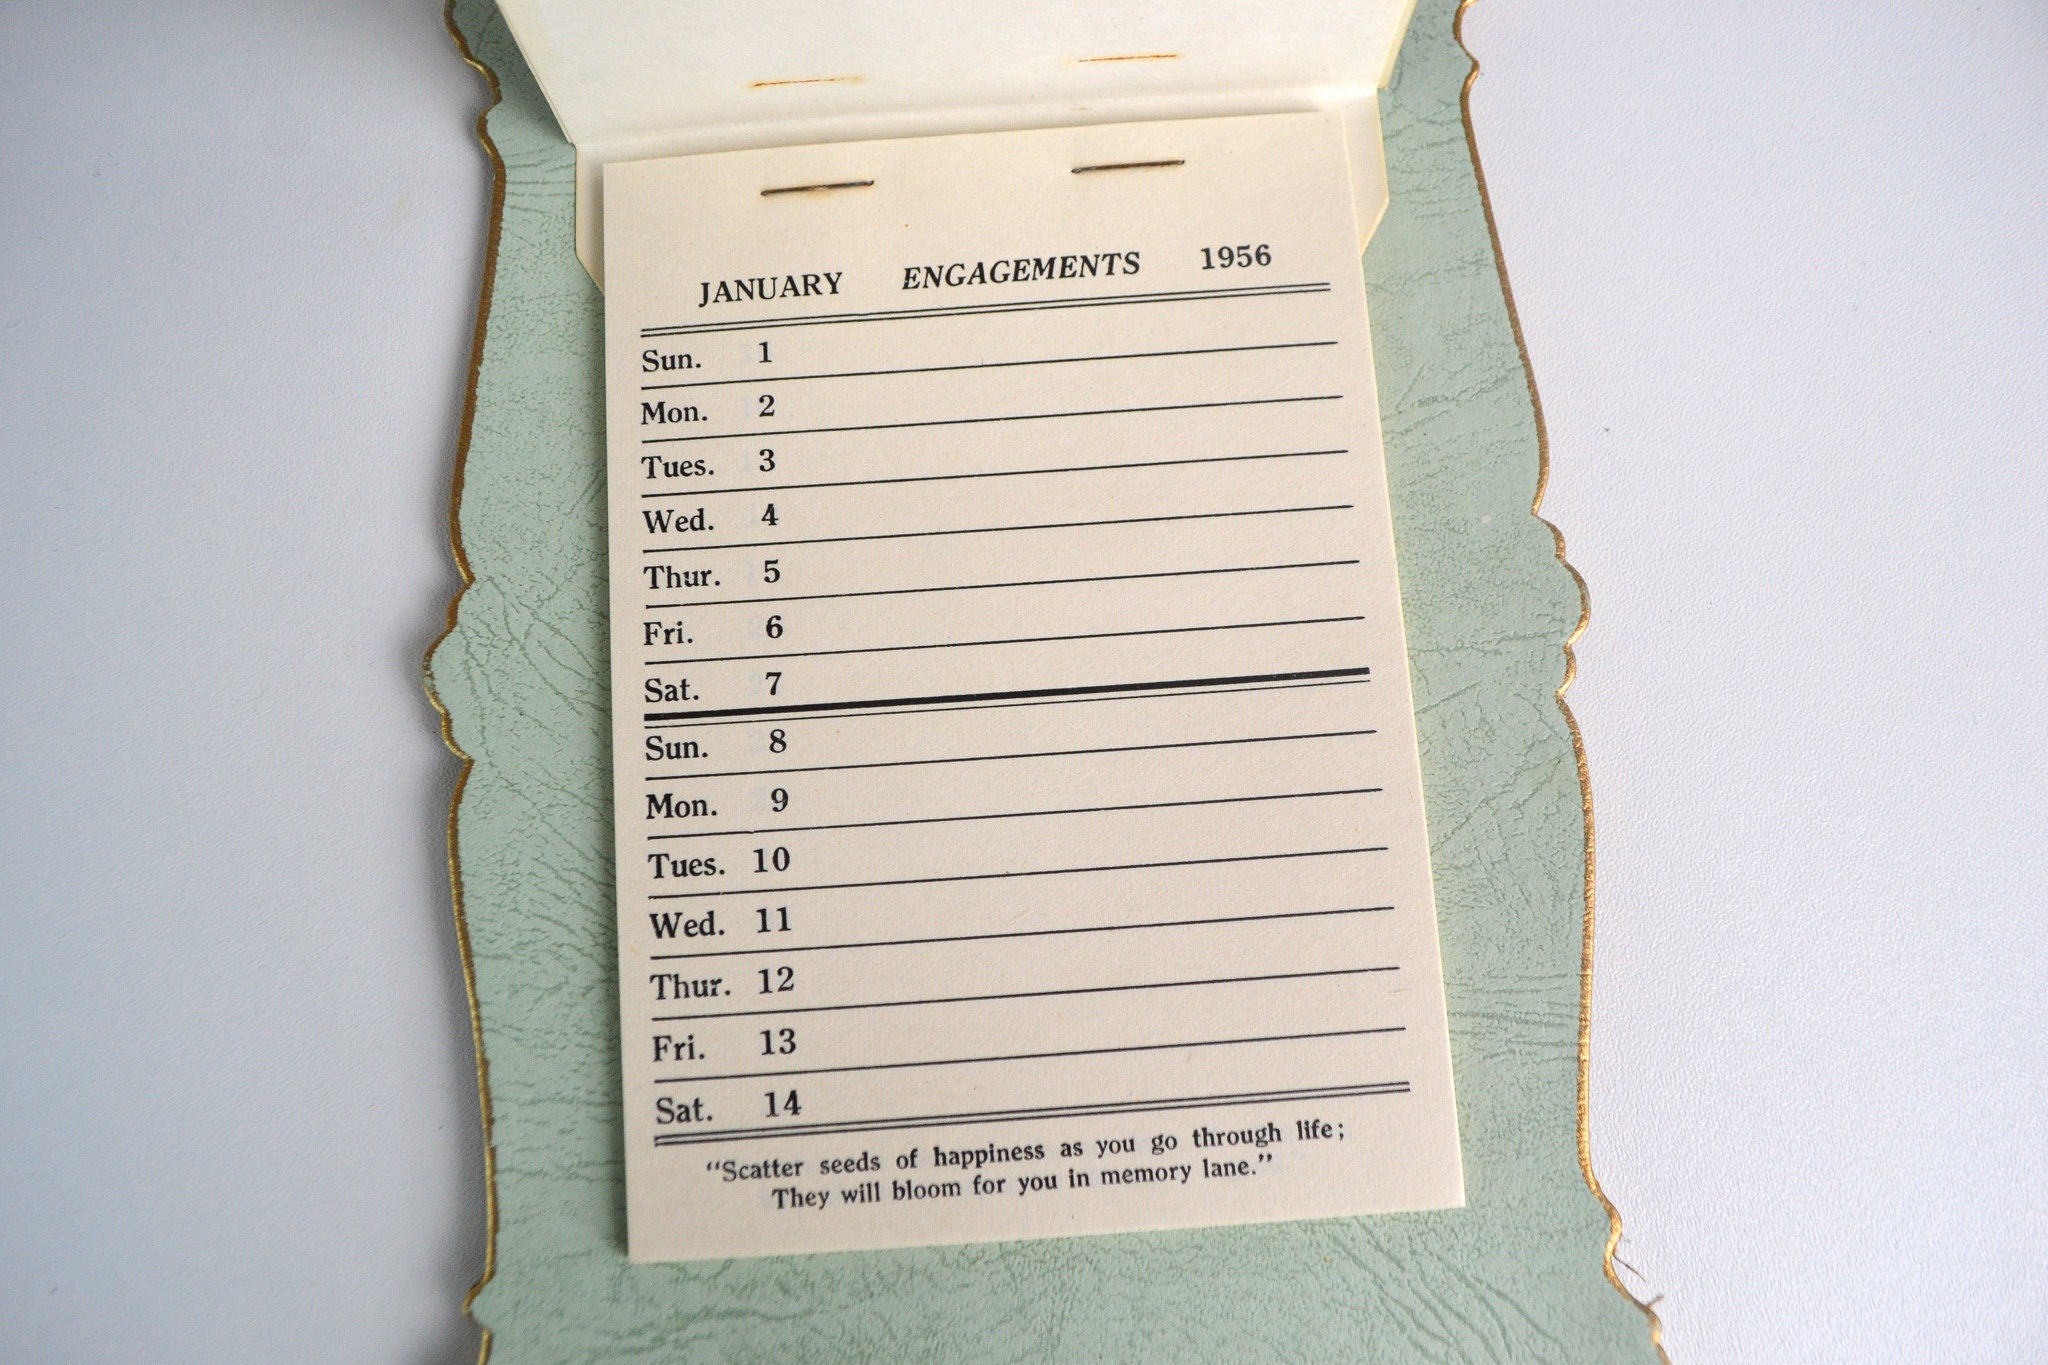 JANUARY ENGAGEMENTS 1956
Sun. 1
Mon. 2
Tues. 3
Wed. 4
Thur. 5
Fri. 6
Sat. 7
Sun. 8
Mon. 9
Tues. 10
Wed. 11
Thur. 12
Fri. 13
Sat. 14
"Scatter seeds of happiness as you go through life;
They will bloom for you in memory lane."